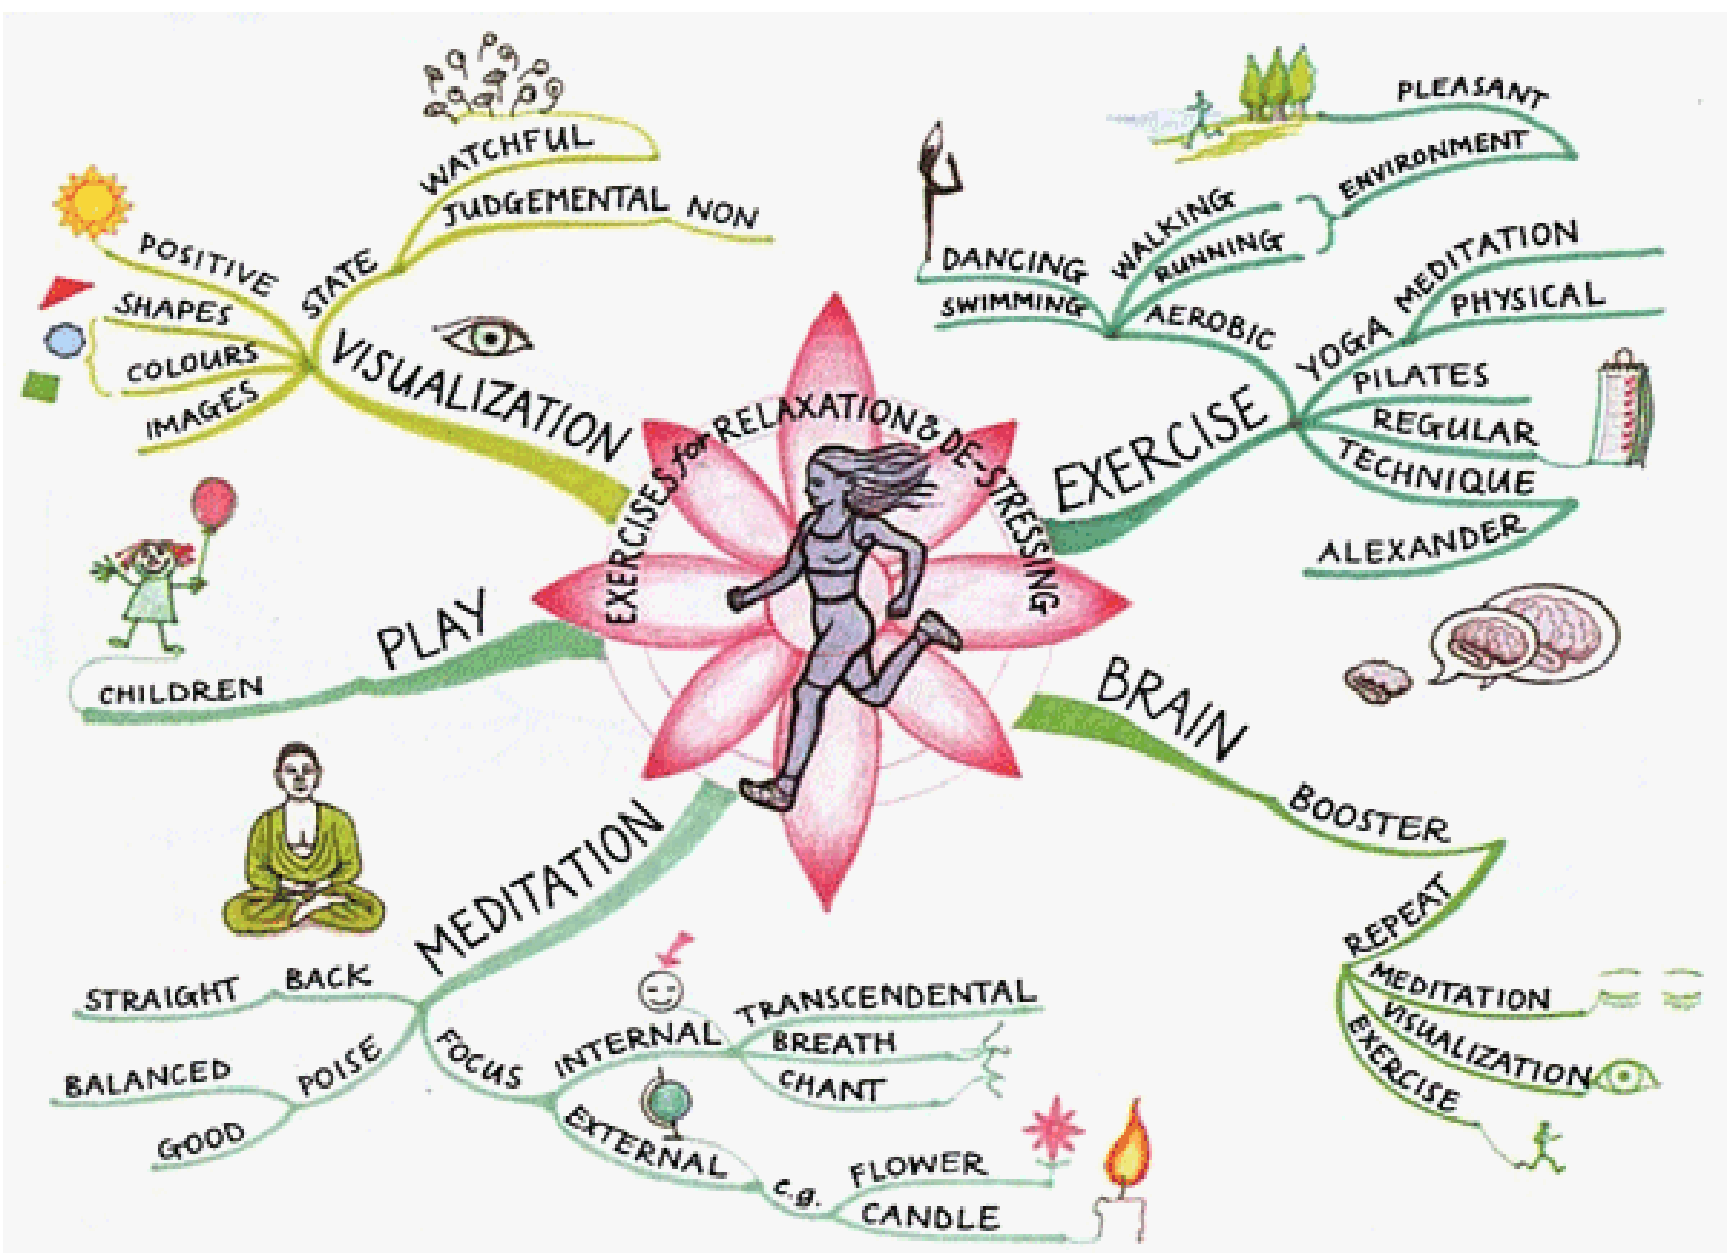 EXERCISES for RELAXATION & DE-STRESSING
VISUALIZATION
STATE
WATCHFUL
JUDGEMENTAL NON
POSITIVE
SHAPES
COLOURS
IMAGES
EXERCISE
AEROBIC
WALKING
RUNNING
ENVIRONMENT
PLEASANT
DANCING
SWIMMING
YOGA
MEDITATION
PHYSICAL
PILATES
REGULAR
TECHNIQUE
ALEXANDER
BRAIN
BOOSTER
REPEAT
MEDITATION
VISUALIZATION
EXERCISE
PLAY
CHILDREN
MEDITATION
BACK
STRAIGHT
POISE
BALANCED
GOOD
FOCUS
INTERNAL
TRANSCENDENTAL
BREATH
CHANT
EXTERNAL
e.g.
FLOWER
CANDLE